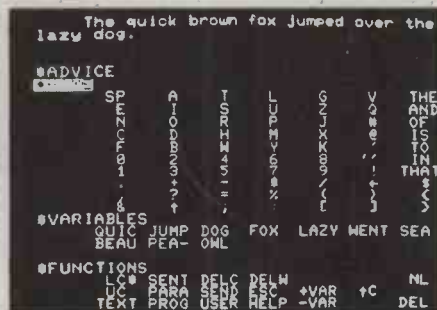 The quick brown fox jumped over the
lazy dog.
*ADVICE
SP A T L G V THE
E I S U Z Q AND
N O R P J # OF
C D H M X @ IS
F B W Y K ' TO
0 2 4 6 8 '' IN
1 3 5 7 9 ! THAT
. + - * / ← $
, ? = % \ ( <
& ↑ ; : [ ] >
*VARIABLES
QUIC JUMP DOG FOX LAZY WENT SEA
BEAU PEA- OWL
*FUNCTIONS
LC* SENT DELC DELW NL
UC PARA SEND ESC +VAR ↑C
TEXT PROG USER HELP -VAR DEL